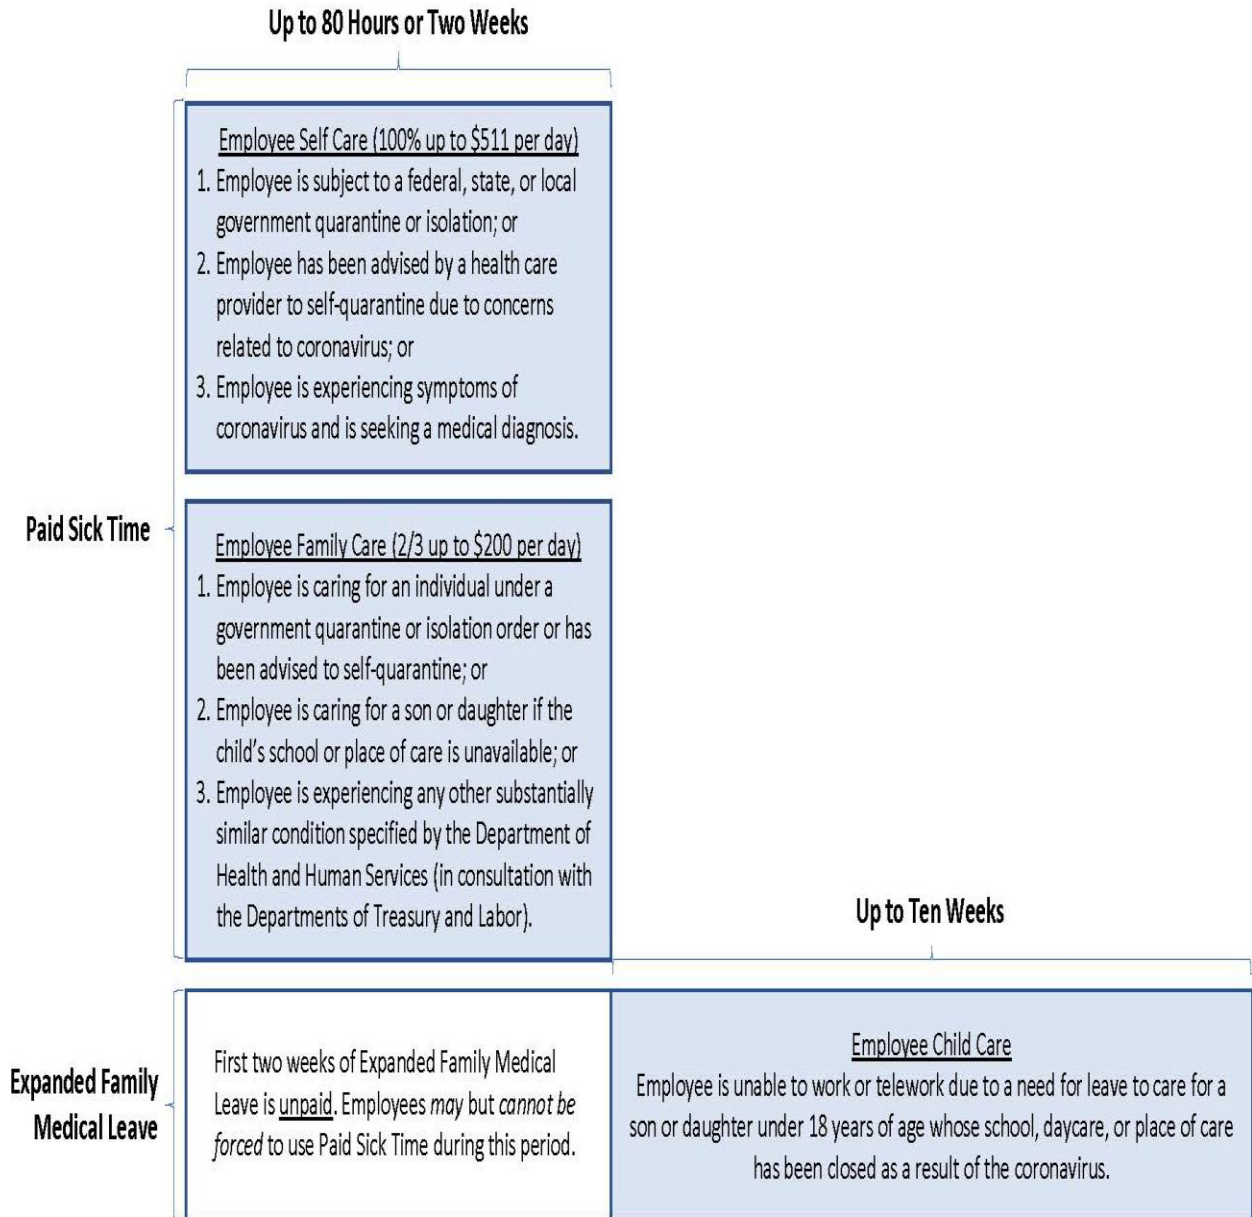 Up to 80 Hours or Two Weeks
Employee Self Care (100% up to $511 per day)
1. Employee is subject to a federal, state, or local
government quarantine or isolation; or
2. Employee has been advised by a health care
provider to self-quarantine due to concerns
related to coronavirus; or
3. Employee is experiencing symptoms of
coronavirus and is seeking a medical diagnosis.
Paid Sick Time
Employee Family Care (2/3 up to $200 per day)
1. Employee is caring for an individual under a
government quarantine or isolation order or has
been advised to self-quarantine; or
2. Employee is caring for a son or daughter if the
child's school or place of care is unavailable; or
3. Employee is experiencing any other substantially
similar condition specified by the Department of
Health and Human Services (in consultation with
the Departments of Treasury and Labor).
Up to Ten Weeks
Expanded Family
Medical Leave
First two weeks of Expanded Family Medical
Leave is unpaid. Employees may but cannot be
forced to use Paid Sick Time during this period.
Employee Child Care
Employee is unable to work or telework due to a need for leave to care for a
son or daughter under 18 years of age whose school, daycare, or place of care
has been closed as a result of the coronavirus.